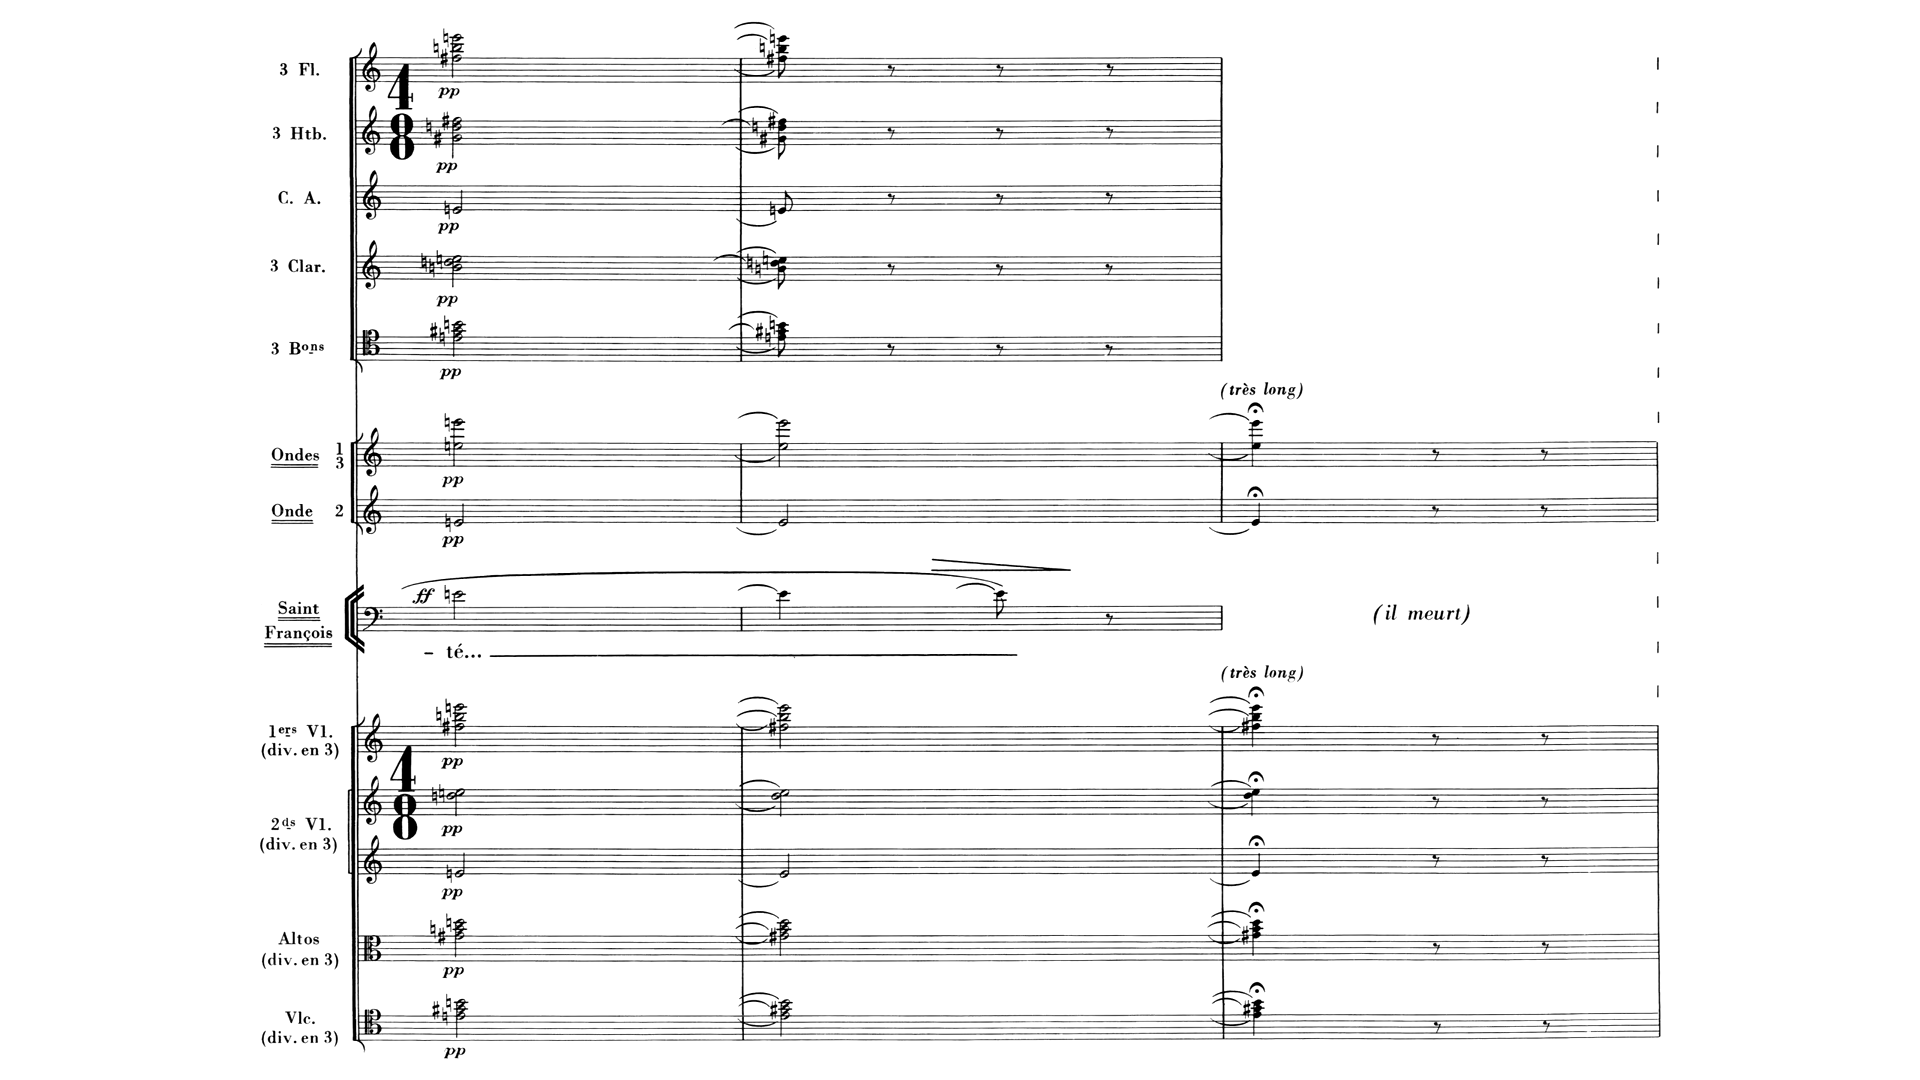 3 Fl.
4
8
pp
3 Htb.
pp
C. A.
pp
3 Clar.
pp
3 Bons
pp
(très long)
Ondes 1
3
pp
Onde 2
pp
ff
Saint
François
(il meurt)
– té...
(très long)
1ers Vl.
(div. en 3)
pp
4
8
2ds Vl.
(div. en 3)
pp
pp
Altos
(div. en 3)
pp
Vlc.
(div. en 3)
pp